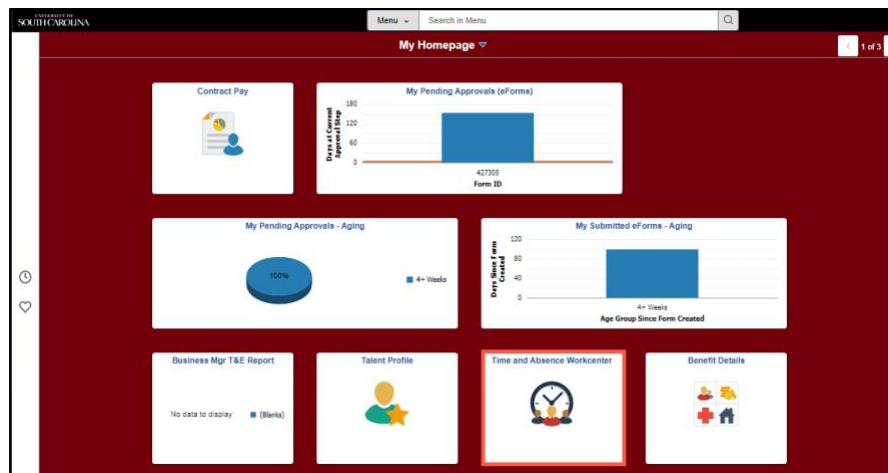 UNIVERSITY OF
SOUTH CAROLINA
Menu
Search in Menu
My Homepage
1 of 3
Contract Pay
My Pending Approvals (eForms)
Days at Current
Approval Step
180
120
60
0
427305
Form ID
My Pending Approvals - Aging
100%
4+ Weeks
My Submitted eForms - Aging
Days Since Form
Created
120
80
40
0
4+ Weeks
Age Group Since Form Created
Business Mgr T&E Report
No data to display
(Blanks)
Talent Profile
Time and Absence Workcenter
Benefit Details